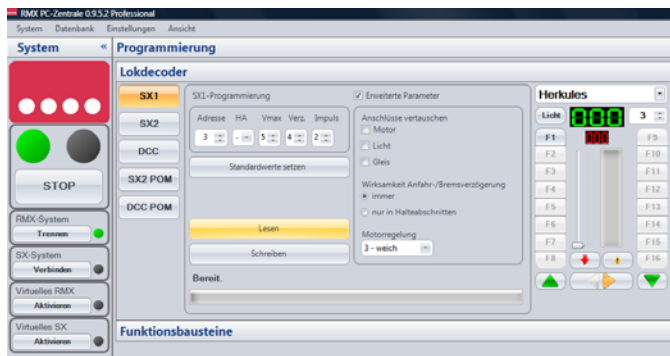 RMX PC-Zentrale 0.9.5.2 Professional
System Datenbank Einstellungen Ansicht
System « Programmierung
Lokdecoder
SX1
SX2
DCC
SX2 POM
DCC POM
SX1-Programmierung
Adresse HA Vmax Verz. Impuls
3 - 5 4 2
Standardwerte setzen
Lesen
Schreiben
Bereit.
Erweiterte Parameter
Anschlüsse vertauschen
Motor
Licht
Gleis
Wirksamkeit Anfahr-/Bremsverzögerung
immer
nur in Halteabschnitten
Motorregelung
3 - weich
Herkules
Licht 000 3
F1 000 F9
F2 F10
F3 F11
F4 F12
F5 F13
F6 F14
F7 F15
F8 F16
STOP
RMX-System
Trennen
SX-System
Verbinden
Virtuelles RMX
Aktivieren
Virtuelles SX
Aktivieren
Funktionsbausteine